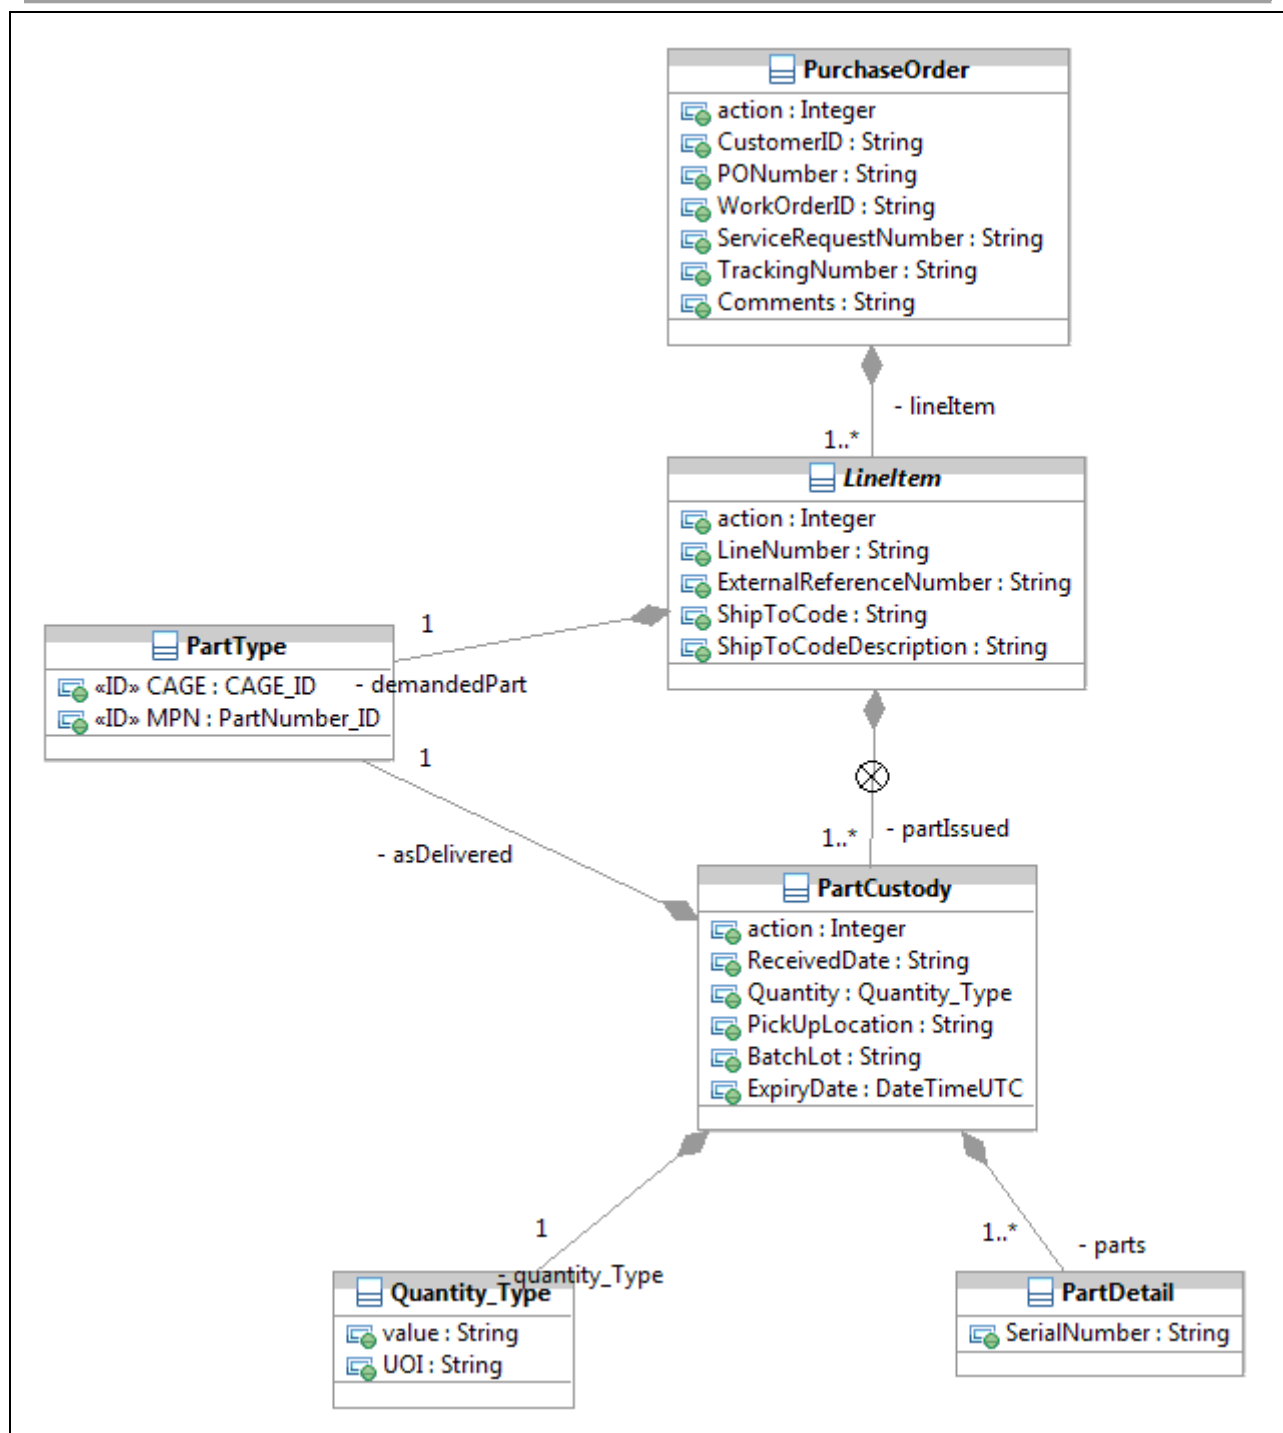 PurchaseOrder
action : Integer
CustomerID : String
PONumber : String
WorkOrderID : String
ServiceRequestNumber : String
TrackingNumber : String
Comments : String
- lineItem
1..*
LineItem
action : Integer
LineNumber : String
ExternalReferenceNumber : String
ShipToCode : String
ShipToCodeDescription : String
1
- demandedPart
PartType
«ID» CAGE : CAGE_ID
«ID» MPN : PartNumber_ID
1
- asDelivered
1..*
- partIssued
PartCustody
action : Integer
ReceivedDate : String
Quantity : Quantity_Type
PickUpLocation : String
BatchLot : String
ExpiryDate : DateTimeUTC
1
- quantity_Type
1..*
- parts
Quantity_Type
value : String
UOI : String
PartDetail
SerialNumber : String